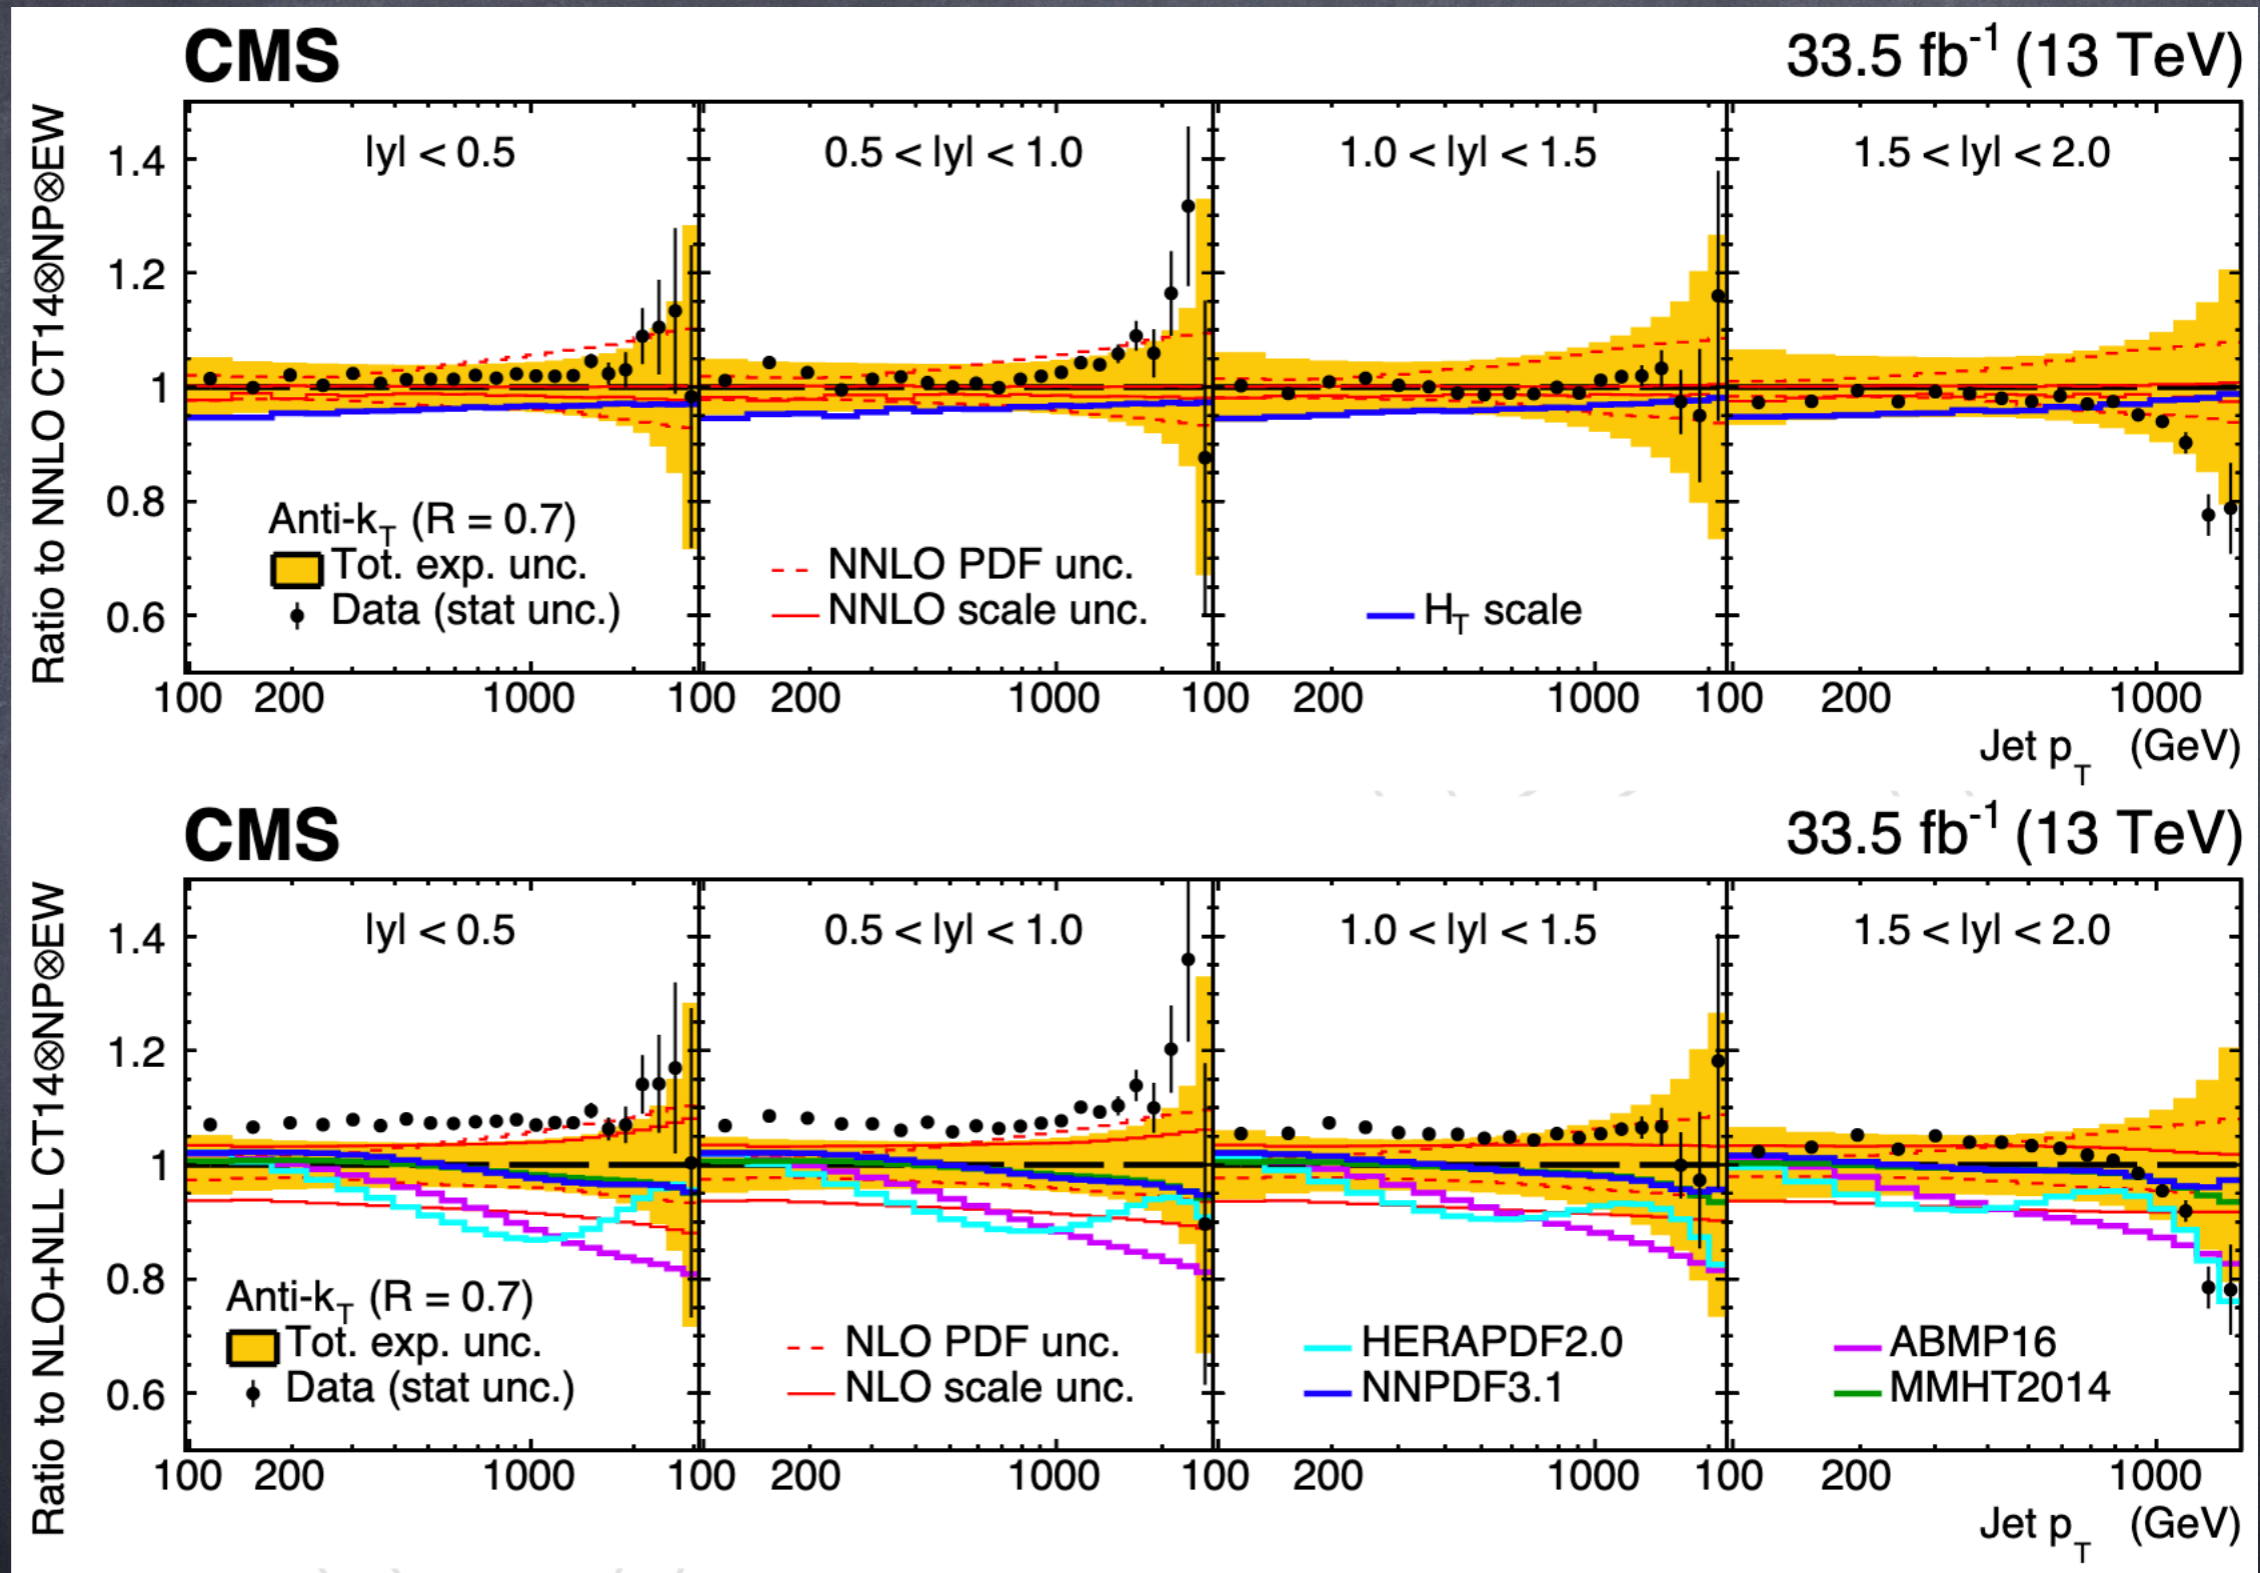 CMS
33.5 fb-1 (13 TeV)
Ratio to NNLO CT14⊗NP⊗EW
|y| < 0.5
0.5 < |y| < 1.0
1.0 < |y| < 1.5
1.5 < |y| < 2.0
1.4
1.2
1
0.8
0.6
Anti-kT (R = 0.7)
Tot. exp. unc.
Data (stat unc.)
NNLO PDF unc.
NNLO scale unc.
HT scale
100 200 1000 100 200 1000 100 200 1000 100 200 1000
Jet pT (GeV)
CMS
33.5 fb-1 (13 TeV)
Ratio to NLO+NLL CT14⊗NP⊗EW
|y| < 0.5
0.5 < |y| < 1.0
1.0 < |y| < 1.5
1.5 < |y| < 2.0
1.4
1.2
1
0.8
0.6
Anti-kT (R = 0.7)
Tot. exp. unc.
Data (stat unc.)
NLO PDF unc.
NLO scale unc.
HERAPDF2.0
NNPDF3.1
ABMP16
MMHT2014
100 200 1000 100 200 1000 100 200 1000 100 200 1000
Jet pT (GeV)